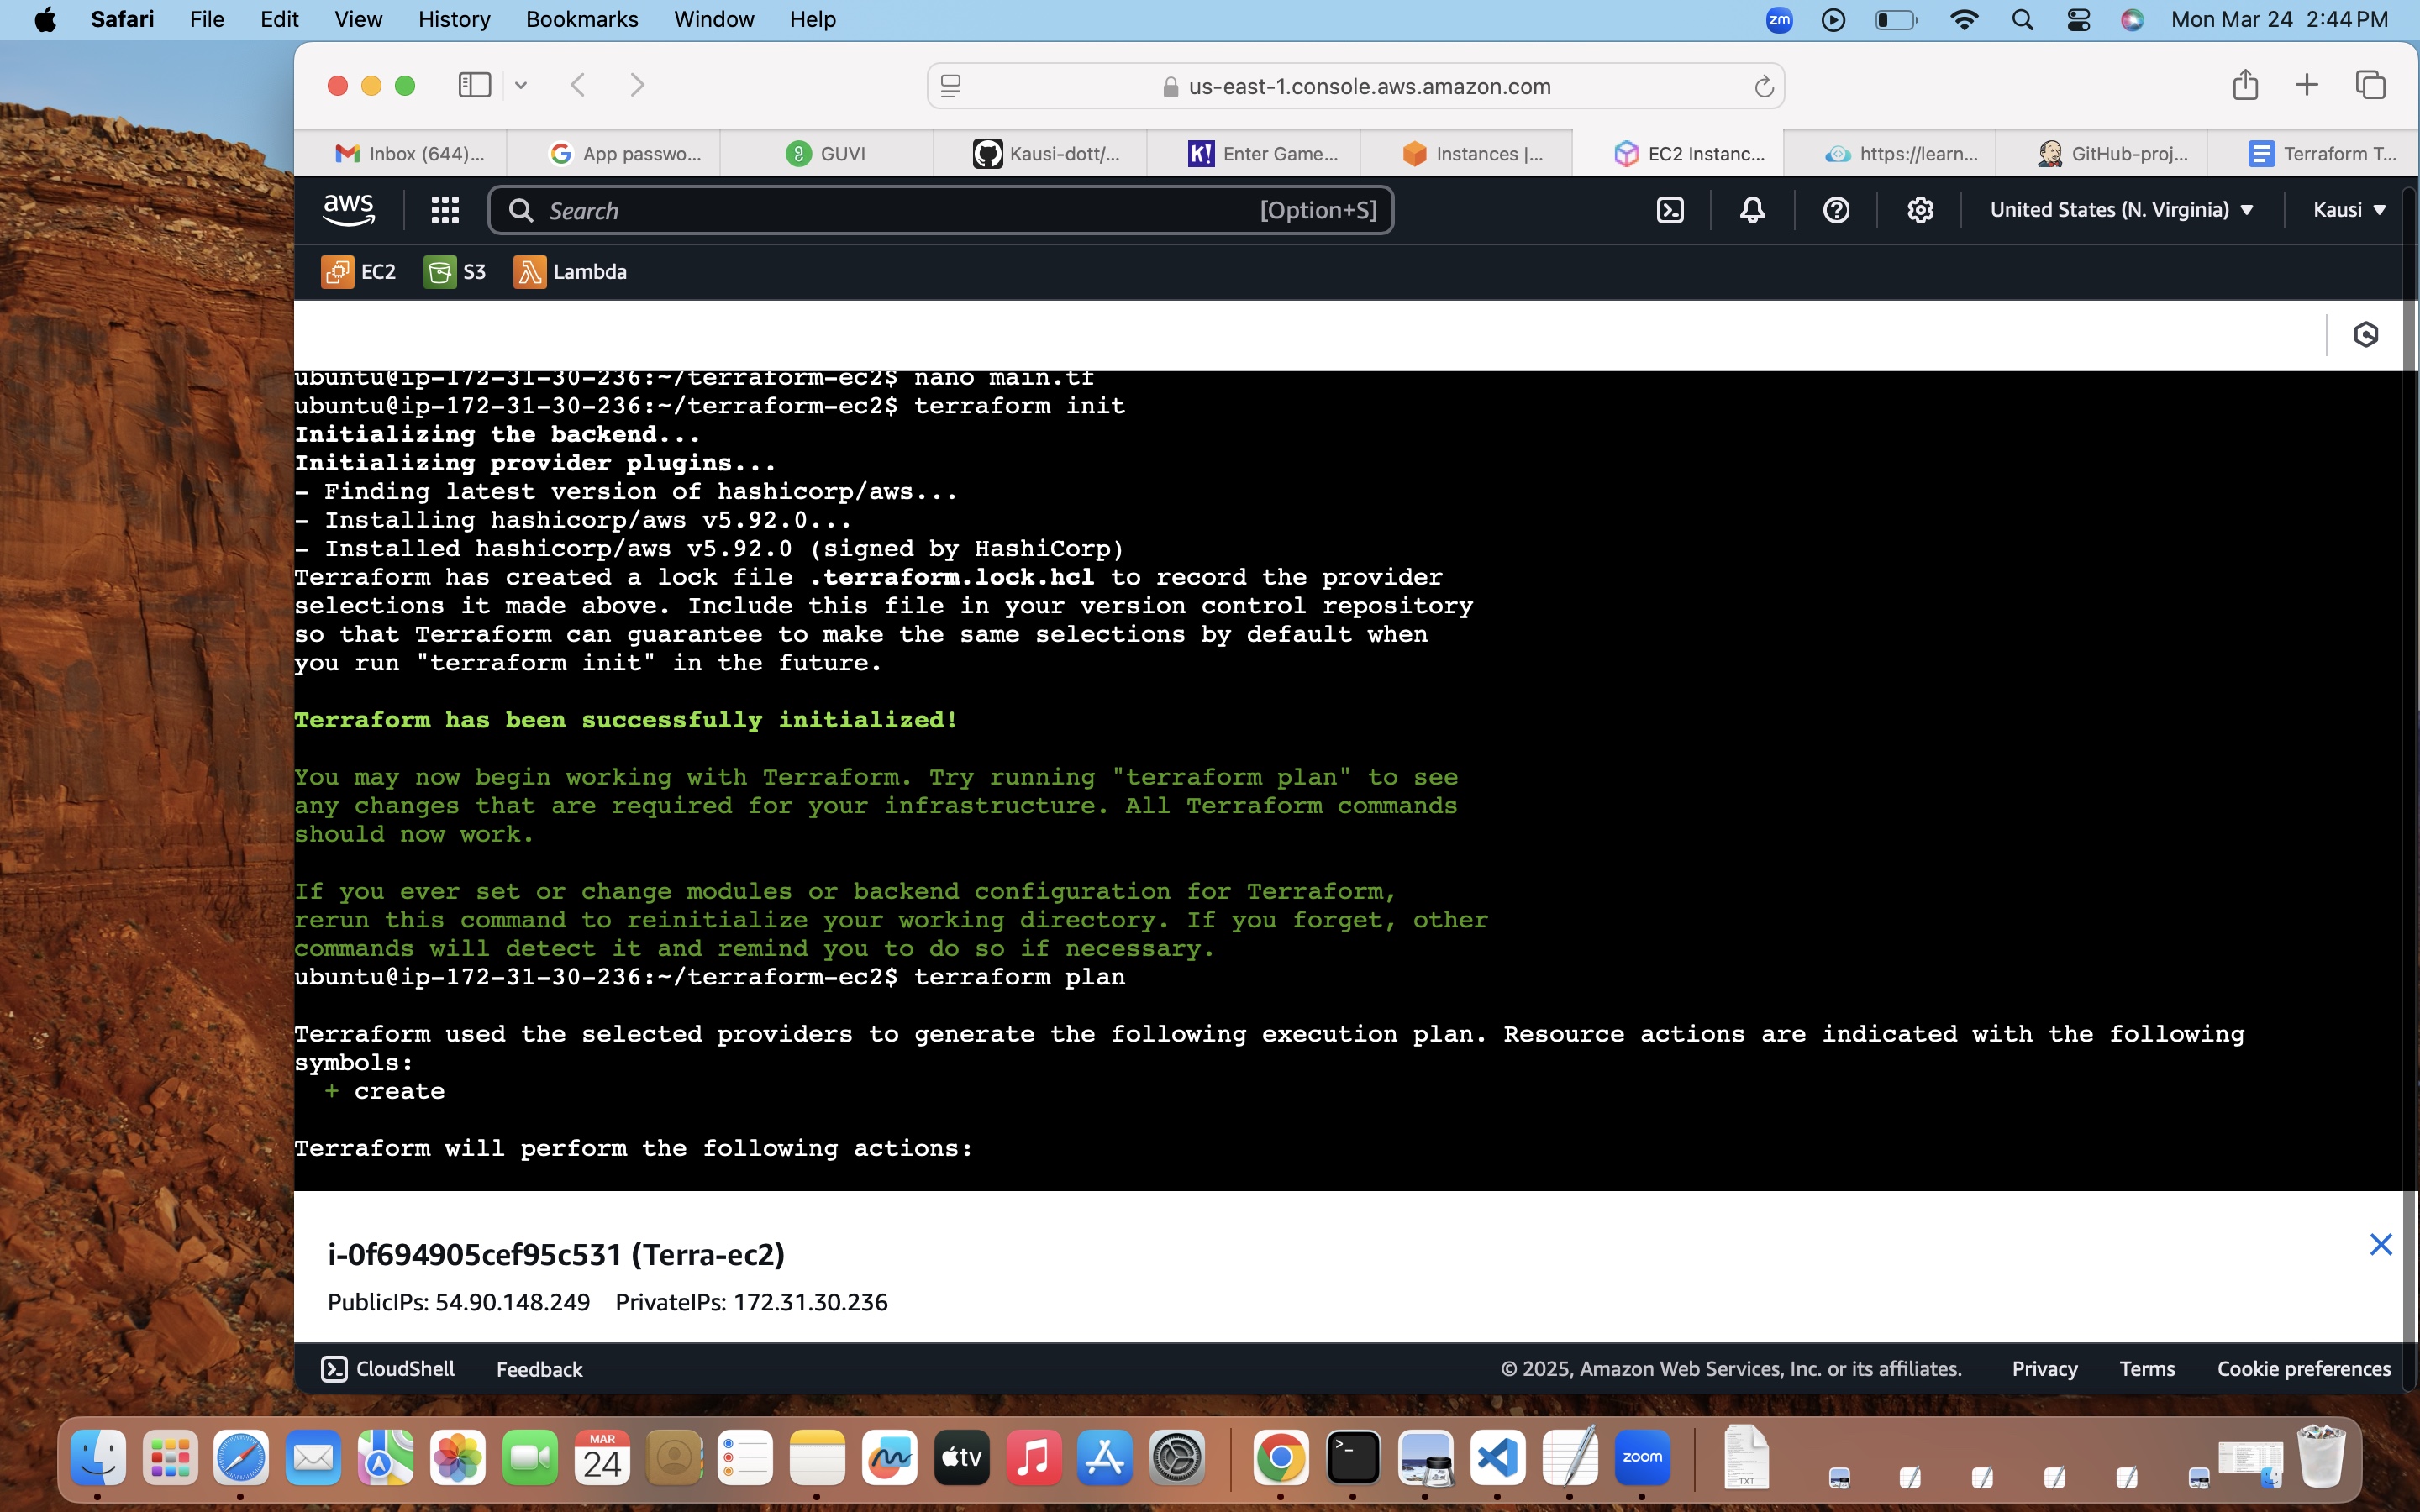 Safari File Edit View History Bookmarks Window Help zm Mon Mar 24 2:44 PM
us-east-1.console.aws.amazon.com
Inbox (644)... App passwo... GUVI Kausi-dott/... K! Enter Game... Instances |... EC2 Instanc... https://learn... GitHub-proj... Terraform T...
aws Search [Option+S] United States (N. Virginia) Kausi
EC2 S3 Lambda
ubuntu@ip-172-31-30-236:~/terraform-ec2$ nano main.tf
ubuntu@ip-172-31-30-236:~/terraform-ec2$ terraform init
Initializing the backend...
Initializing provider plugins...
- Finding latest version of hashicorp/aws...
- Installing hashicorp/aws v5.92.0...
- Installed hashicorp/aws v5.92.0 (signed by HashiCorp)
Terraform has created a lock file .terraform.lock.hcl to record the provider
selections it made above. Include this file in your version control repository
so that Terraform can guarantee to make the same selections by default when
you run "terraform init" in the future.
Terraform has been successfully initialized!
You may now begin working with Terraform. Try running "terraform plan" to see
any changes that are required for your infrastructure. All Terraform commands
should now work.
If you ever set or change modules or backend configuration for Terraform,
rerun this command to reinitialize your working directory. If you forget, other
commands will detect it and remind you to do so if necessary.
ubuntu@ip-172-31-30-236:~/terraform-ec2$ terraform plan
Terraform used the selected providers to generate the following execution plan. Resource actions are indicated with the following
symbols:
+ create
Terraform will perform the following actions:
i-0f694905cef95c531 (Terra-ec2)
PublicIPs: 54.90.148.249 PrivateIPs: 172.31.30.236
CloudShell Feedback © 2025, Amazon Web Services, Inc. or its affiliates. Privacy Terms Cookie preferences
MAR
24
tv
zoom
TXT